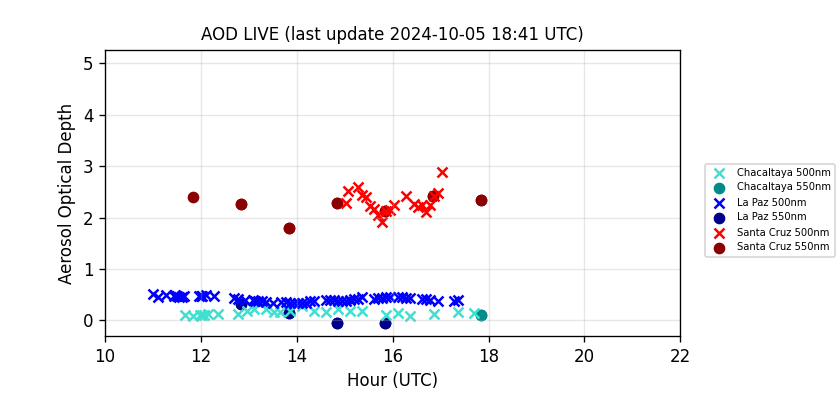 AOD LIVE (last update 2024-10-05 18:41 UTC)
Aerosol Optical Depth
5
4
3
2
1
0
10 12 14 16 18 20 22
Hour (UTC)
Chacaltaya 500nm
Chacaltaya 550nm
La Paz 500nm
La Paz 550nm
Santa Cruz 500nm
Santa Cruz 550nm